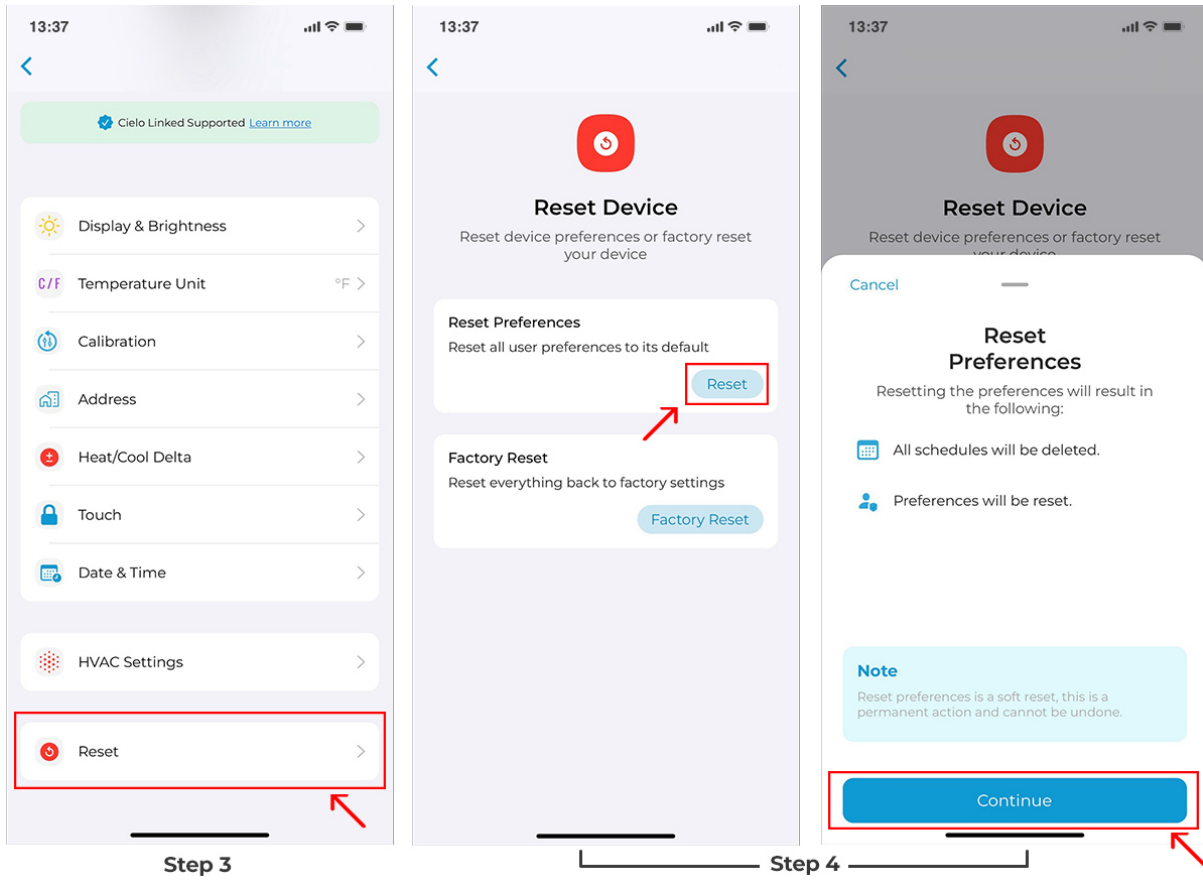 13:37
Cielo Linked Supported Learn more
Display & Brightness
C/F Temperature Unit °F
Calibration
Address
Heat/Cool Delta
Touch
Date & Time
HVAC Settings
Reset
Step 3
13:37
Reset Device
Reset device preferences or factory reset
your device
Reset Preferences
Reset all user preferences to its default
Reset
Factory Reset
Reset everything back to factory settings
Factory Reset
13:37
Reset Device
Reset device preferences or factory reset
your device
Cancel
Reset
Preferences
Resetting the preferences will result in
the following:
All schedules will be deleted.
Preferences will be reset.
Note
Reset preferences is a soft reset, this is a
permanent action and cannot be undone.
Continue
Step 4